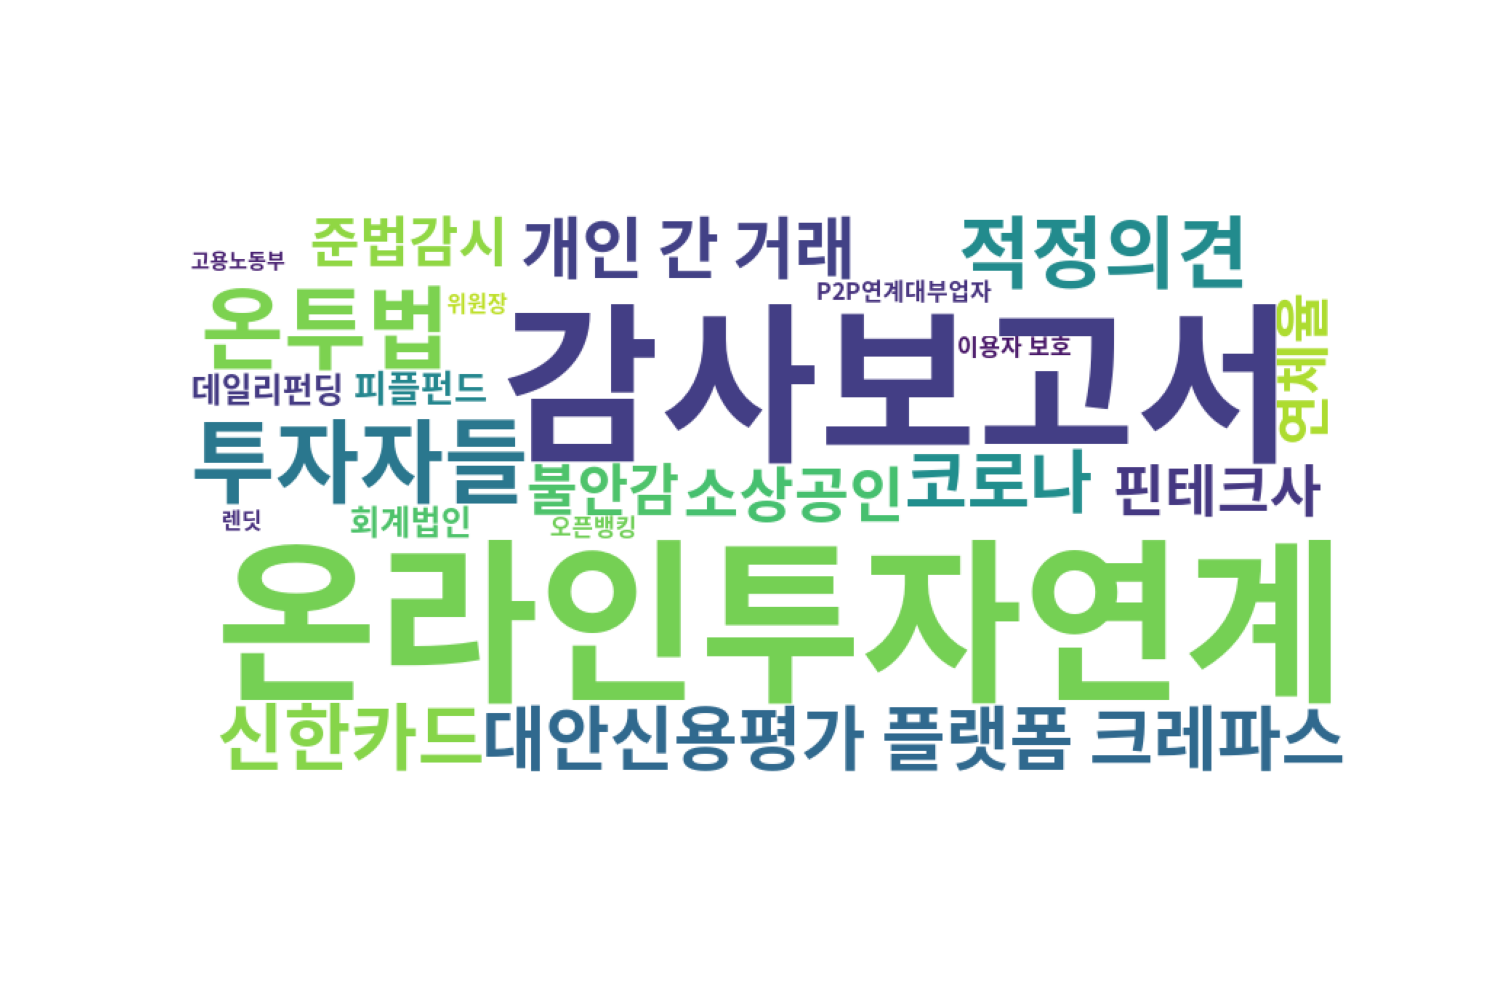 준법감시
개인 간 거래
적정의견
고용노동부
P2P연계대부업자
온투법
위원장
감사보고서
이용자 보호
연체율
데일리펀딩
피플펀드
투자자들
불안감
소상공인
코로나
핀테크사
렌딧
회계법인
오픈뱅킹
온라인투자연계
신한카드
대안신용평가 플랫폼 크레파스